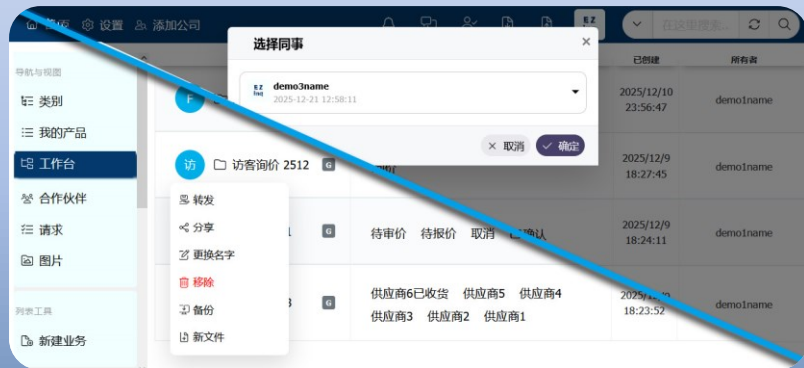 首页 设置 添加公司
在这里搜索...
选择同事
已创建 所有者
导航与视图
demo3name
2025-12-21 12:58:11
类别
F
2025/12/10
23:56:47
demo1name
我的产品
取消 确定
工作台
访 访客询价 2512 G
2025/12/9
18:27:45
demo1name
合作伙伴
转发
请求
分享
G
待审价 待报价 取消
2025/12/9
18:24:11
demo1name
更换名字
图片
移除
供应商6已收货 供应商5 供应商4
列表工具
备份
3 G
供应商3 供应商2 供应商1
18:23:52
demo1name
新建业务
新文件